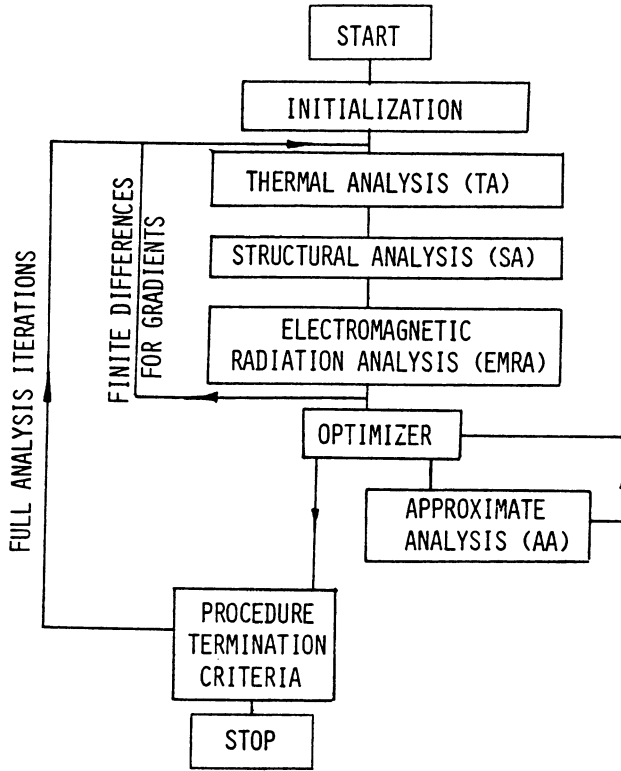 START
INITIALIZATION
THERMAL ANALYSIS (TA)
STRUCTURAL ANALYSIS (SA)
ELECTROMAGNETIC
RADIATION ANALYSIS (EMRA)
FINITE DIFFERENCES
FOR GRADIENTS
FULL ANALYSIS ITERATIONS
OPTIMIZER
APPROXIMATE
ANALYSIS (AA)
PROCEDURE
TERMINATION
CRITERIA
STOP